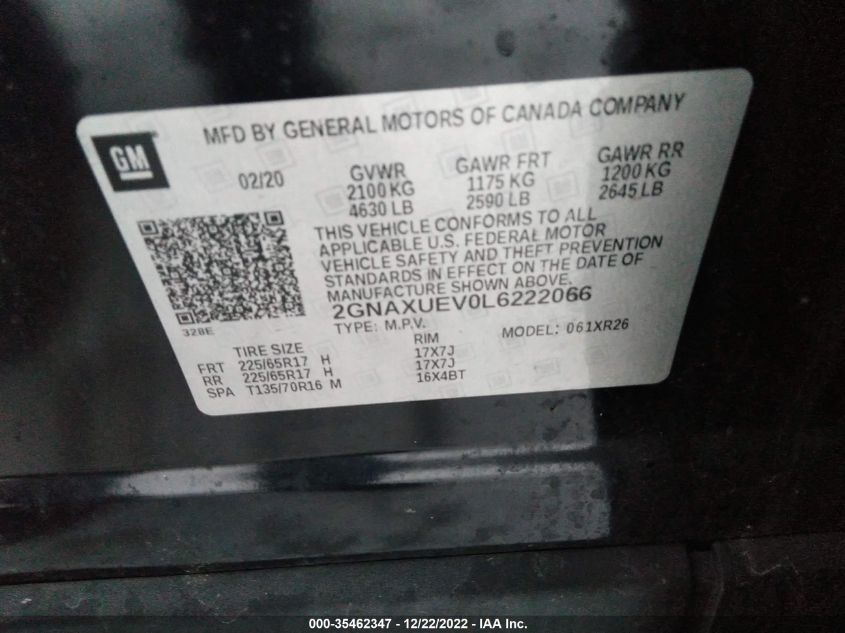 GM
MFD BY GENERAL MOTORS OF CANADA COMPANY
02/20
GVWR GAWR FRT GAWR RR
2100 KG 1175 KG 1200 KG
4630 LB 2590 LB 2645 LB
THIS VEHICLE CONFORMS TO ALL
APPLICABLE U.S. FEDERAL MOTOR
VEHICLE SAFETY AND THEFT PREVENTION
STANDARDS IN EFFECT ON THE DATE OF
MANUFACTURE SHOWN ABOVE.
2GNAXUEV0L6222066
328E
TYPE: M.P.V. MODEL: 061XR26
TIRE SIZE RIM
FRT 225/65R17 H 17X7J
RR 225/65R17 H 17X7J
SPA T135/70R16 M 16X4BT
000-35462347 - 12/22/2022 - IAA Inc.